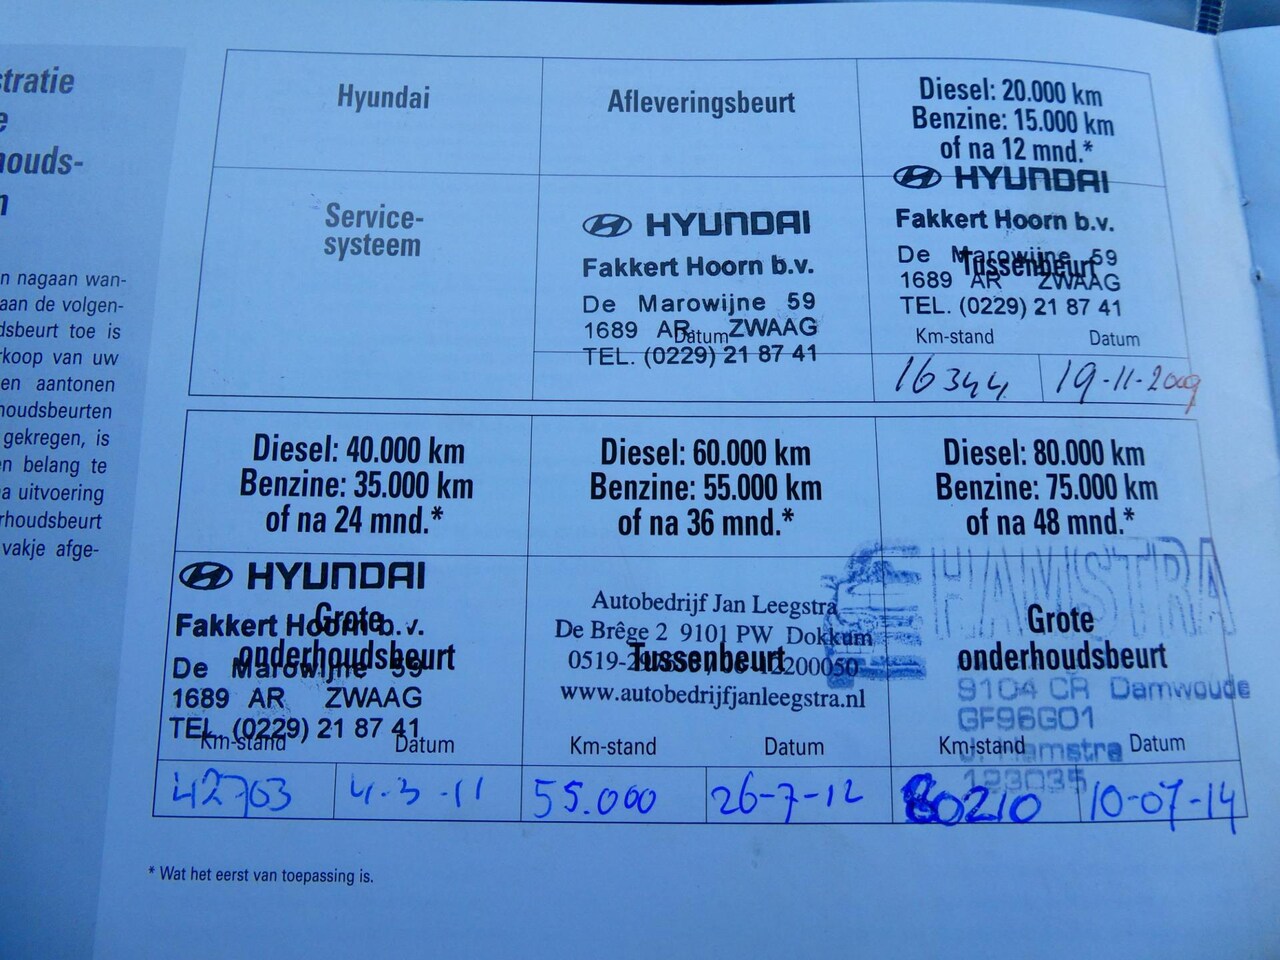 stratie
e
houds-
n
n nagaan wan-
aan de volgen-
dsbeurt toe is
rkoop van uw
en aantonen
houdsbeurten
gekregen, is
n belang te
a uitvoering
rhoudsbeurt
vakje afge-
Hyundai
Service-
systeem
Afleveringsbeurt
HYUNDAI
Fakkert Hoorn b.v.
De Marowijne 59
1689 AR ZWAAG
Datum
TEL. (0229) 21 87 41
Diesel: 20.000 km
Benzine: 15.000 km
of na 12 mnd.*
HYUNDAI
Fakkert Hoorn b.v.
De Marowijne 59
Tussenbeurt
1689 AR ZWAAG
TEL. (0229) 21 87 41
Km-stand Datum
16344 19-11-2009
Diesel: 40.000 km
Benzine: 35.000 km
of na 24 mnd.*
HYUNDAI
Grote
Fakkert Hoorn b.v.
onderhoudsbeurt
De Marowijne 59
1689 AR ZWAAG
TEL. (0229) 21 87 41
Km-stand Datum
42703 4-3-11
Diesel: 60.000 km
Benzine: 55.000 km
of na 36 mnd.*
Autobedrijf Jan Leegstra
De Brêge 2 9101 PW Dokkum
Tussenbeurt
www.autobedrijfjanleegstra.nl
Km-stand Datum
55.000 26-7-12
Diesel: 80.000 km
Benzine: 75.000 km
of na 48 mnd.*
HAMSTRA
Grote
onderhoudsbeurt
9104 CR Damwoude
GF96G01
Km-stand Datum
Hamstra
123035
80210 10-07-14
* Wat het eerst van toepassing is.